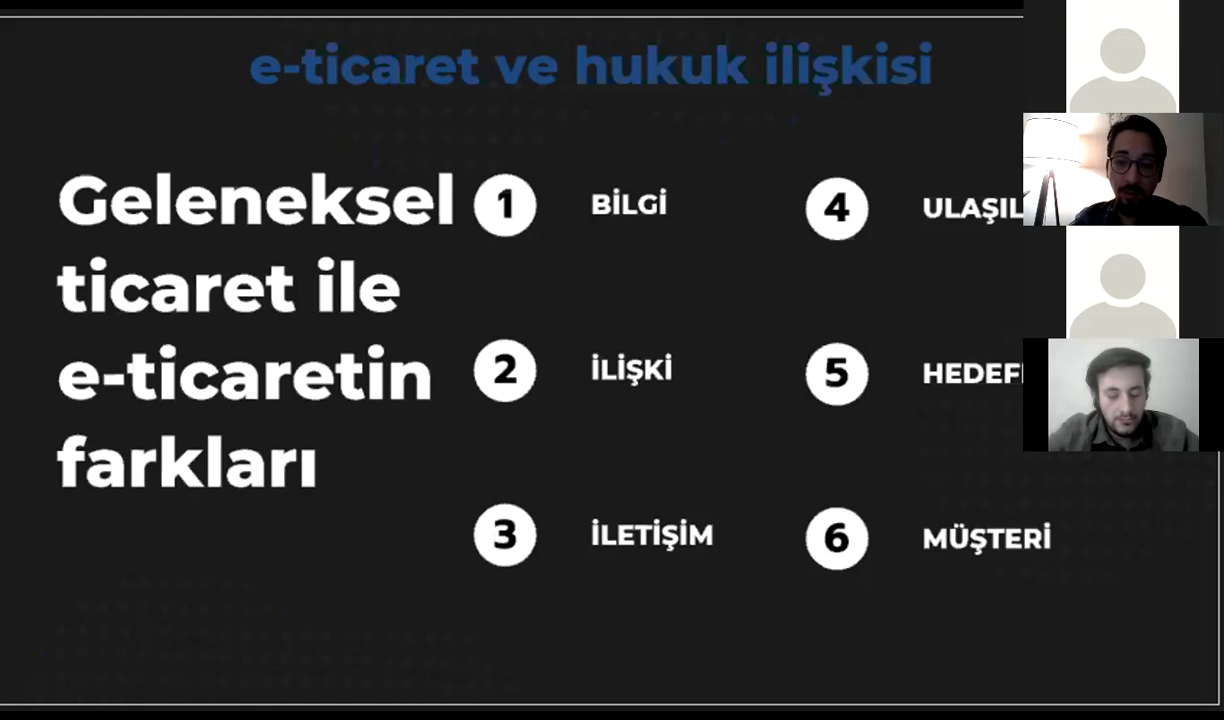 e-ticaret ve hukuk ilişkisi
Geleneksel
ticaret ile
e-ticaretin
farkları
1 BİLGİ
2 İLİŞKİ
3 İLETİŞİM
4
5
6 MÜŞTERİ